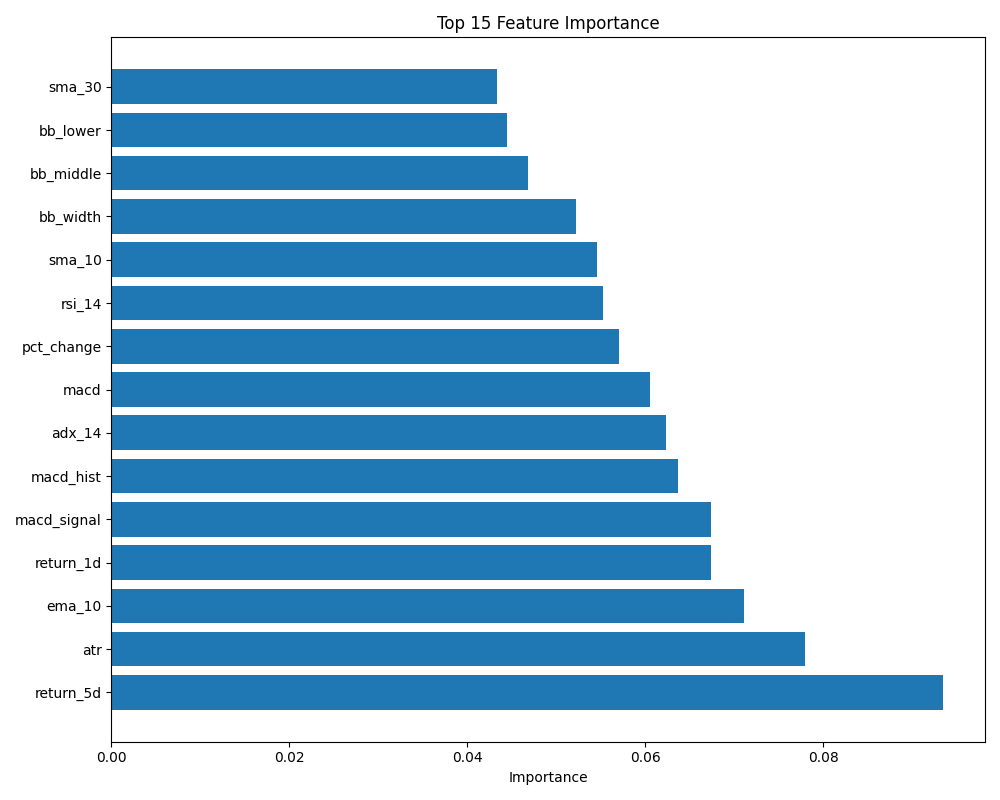 Top 15 Feature Importance
sma_30
bb_lower
bb_middle
bb_width
sma_10
rsi_14
pct_change
macd
adx_14
macd_hist
macd_signal
return_1d
ema_10
atr
return_5d
0.00 0.02 0.04 0.06 0.08
Importance